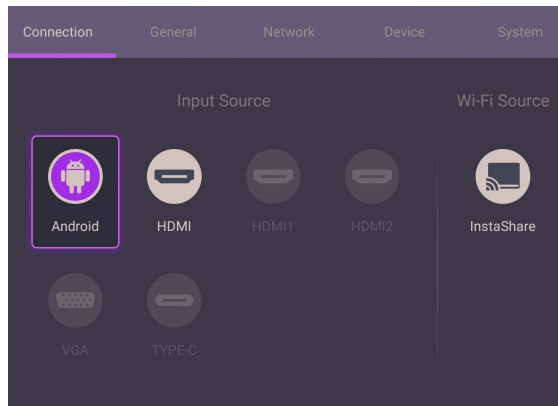 Connection General Network Device System
Input Source Wi-Fi Source
Android HDMI HDMI1 HDMI2 InstaShare
VGA TYPE-C